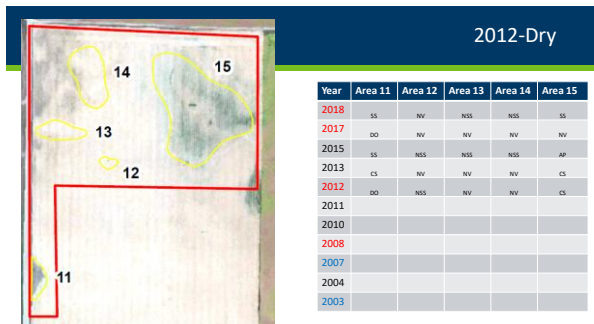 2012-Dry
14
15
13
12
11
Year Area 11 Area 12 Area 13 Area 14 Area 15
2018 SS NV NSS NSS SS
2017 DO NV NV NV NV
2015 SS NSS NSS NSS AP
2013 CS NV NV NV CS
2012 DO NSS NV NV CS
2011
2010
2008
2007
2004
2003